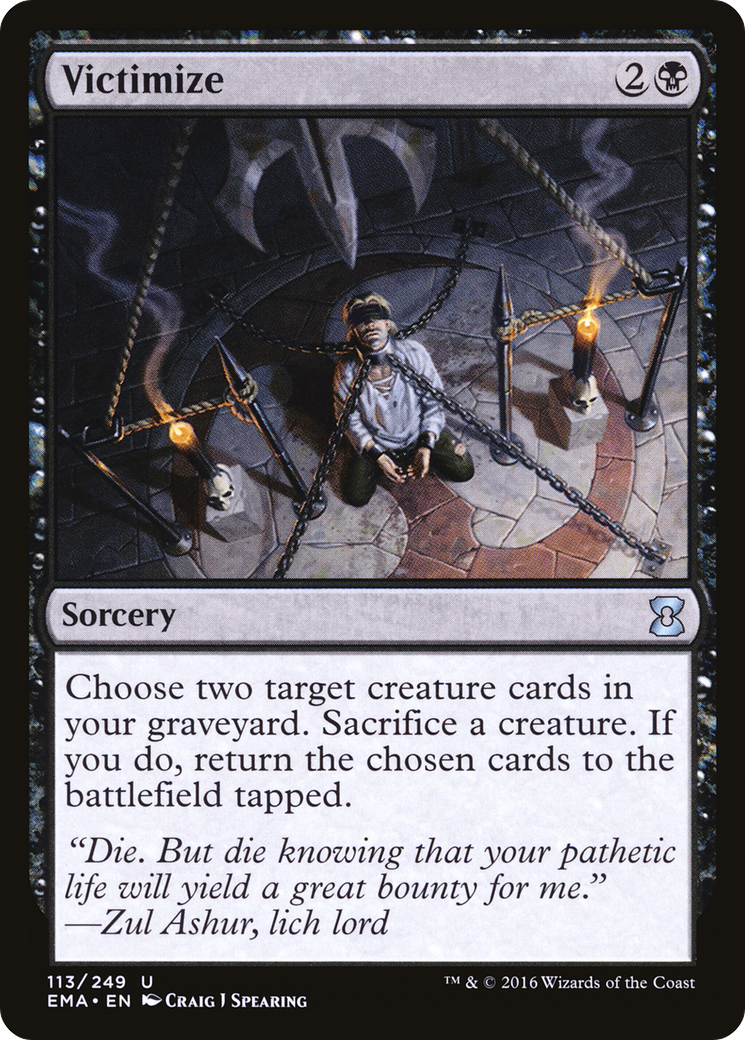 Victimize 2
Sorcery
Choose two target creature cards in
your graveyard. Sacrifice a creature. If
you do, return the chosen cards to the
battlefield tapped.
“Die. But die knowing that your pathetic
life will yield a great bounty for me.”
—Zul Ashur, lich lord
113/249 U
™ & © 2016 Wizards of the Coast
EMA • EN Craig J Spearing